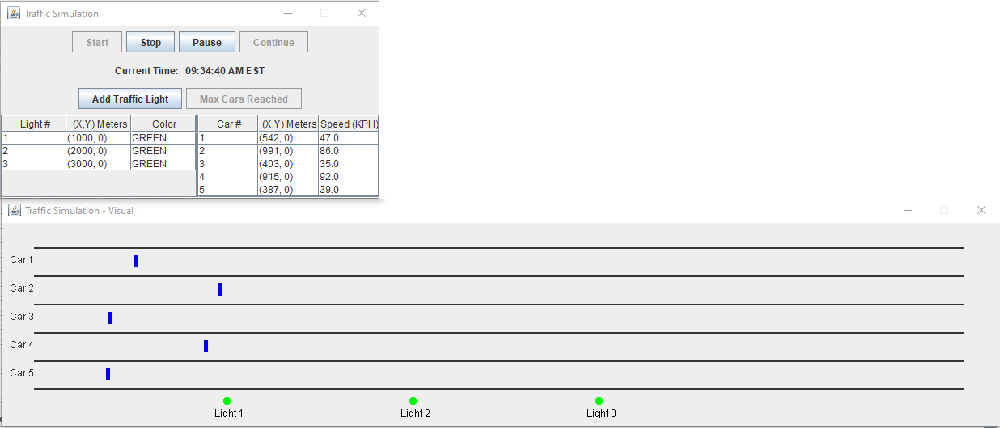 Traffic Simulation
Start Stop Pause Continue
Current Time: 09:34:40 AM EST
Add Traffic Light Max Cars Reached
Light # (X,Y) Meters Color Car # (X,Y) Meters Speed (KPH)
1 (1000, 0) GREEN 1 (542, 0) 47.0
2 (2000, 0) GREEN 2 (991, 0) 86.0
3 (3000, 0) GREEN 3 (403, 0) 35.0
4 (915, 0) 92.0
5 (387, 0) 39.0
Traffic Simulation - Visual
Car 1
Car 2
Car 3
Car 4
Car 5
Light 1 Light 2 Light 3